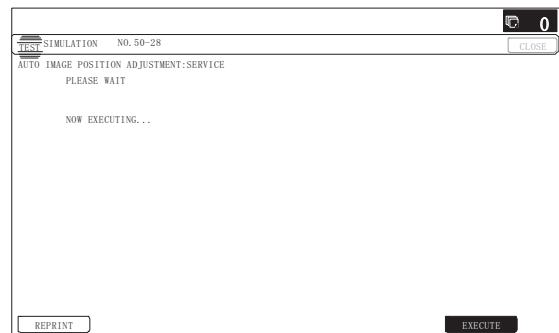 0
TEST SIMULATION NO.50-28
CLOSE
AUTO IMAGE POSITION ADJUSTMENT:SERVICE
PLEASE WAIT
NOW EXECUTING...
REPRINT
EXECUTE